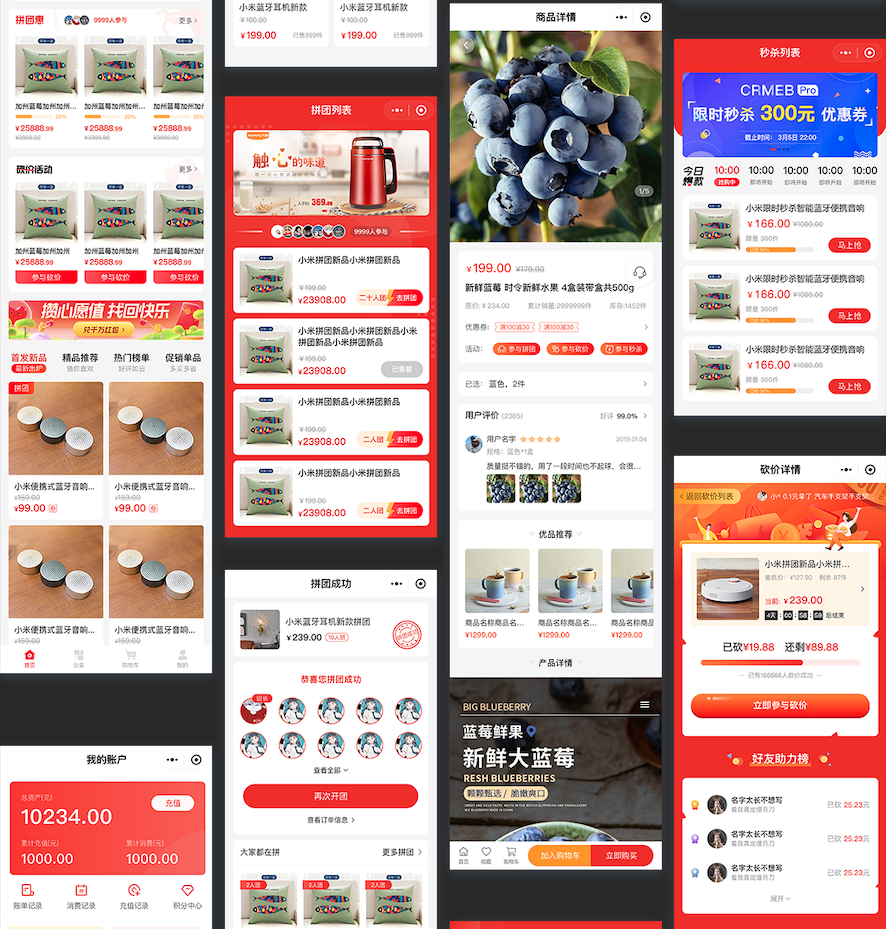 拼团惠
9999人参与
更多
加州蓝莓加州加州...
加州蓝莓加州加州...
加州蓝莓加州加州...
20%
20%
20%
¥25888.99
¥25888.99
¥25888.99
¥3899.90
¥3899.90
¥3899.90
砍价活动
更多
加州蓝莓加州加州
加州蓝莓加州加州
加州蓝莓加州加州
¥25888.99
¥25888.99
¥25888.99
参与砍价
参与砍价
参与砍价
攒心愿值 找回快乐
兑千万红包
首发新品
精品推荐
热门榜单
促销单品
最新出炉
猜你喜欢
好评如云
多买多省
拼团
小米便携式蓝牙音响...
小米便携式蓝牙音响...
¥159.00
¥159.00
¥99.00
¥99.00
小米便携式蓝牙音响...
小米便携式蓝牙音响...
¥159.00
¥159.00
首页
分类
购物车
我的
我的账户
总资产(元)
10234.00
充值
累计充值(元)
累计消费(元)
1000.00
1000.00
账单记录
消费记录
充值记录
积分中心
小米蓝牙耳机新款
小米蓝牙耳机新款
¥100.00
¥100.00
¥199.00
已售999件
¥199.00
已售999件
拼团列表
Joyoung九阳
触心的味道
369.00
9999人参与
小米拼团新品小米拼团新品
¥199.00
¥23908.00
二十人团
去拼团
小米拼团新品小米拼团新品小米
拼团新品小米拼团新品
¥199.00
¥23908.00
已售罄
小米拼团新品小米拼团新品
¥199.00
¥23908.00
二人团
去拼团
小米拼团新品小米拼团新品
¥199.00
¥23908.00
二人团
去拼团
拼团成功
小米蓝牙耳机新款拼团
¥239.00
10人拼
拼团成功
恭喜您拼团成功
团长
查看全部
再次开团
查看订单信息
大家都在拼
更多拼团
2人团
2人团
2人团
商品详情
1/5
¥199.00
¥179.90
新鲜蓝莓 时令新鲜水果 4盒装带盒共500g
原价:¥234.00
累计销量:2999999件
库存:1452件
优惠券:
满100减30
满100减30
活动:
参与拼团
参与砍价
参与秒杀
已选:
蓝色，2件
用户评价
(2365)
好评
99.0%
用户名字
2019.01.04
规格：蓝色*1盒
质量挺不错的，用了一段时间也不起球，会很...
优品推荐
商品名称商品名...
商品名称商品名...
商品名称商品名...
¥1299.00
¥1299.00
¥1299.00
产品详情
BIG BLUEBERRY
蓝莓鲜果
新鲜大蓝莓
RESH BLUEBERRIES
颗颗甄选 / 脆嫩爽口
首页
收藏
购物车
加入购物车
立即购买
秒杀列表
CRMEB Pro
限时秒杀 300元 优惠券
截止时间： 3月5日 22:00
今日
爆款
10:00
10:00
10:00
10:00
10:00
抢购中
即将开始
即将开始
即将开始
即将开始
小米限时秒杀智能蓝牙便携音响
¥166.00
¥1000.00
限量 300件
马上抢
小米限时秒杀智能蓝牙便携音响
¥166.00
¥1000.00
限量 300件
马上抢
小米限时秒杀智能蓝牙便携音响
¥166.00
¥1000.00
限量 300件
马上抢
砍价详情
返回砍价列表
小* 0.1元拿了 汽车手支架手支架...
小米拼团新品小米拼...
最低价：¥127.90
剩余 87件
当前:
¥239.00
4天 : 00 : 58 : 59 后结束
已砍¥19.88
还剩¥89.88
已有166666人砍价成功
立即参与砍价
好友助力榜
名字太长不想写
看我青龙偃月刀
已砍 25.23元
名字太长不想写
看我青龙偃月刀
已砍 25.23元
名字太长不想写
看我青龙偃月刀
已砍 25.23元
展开